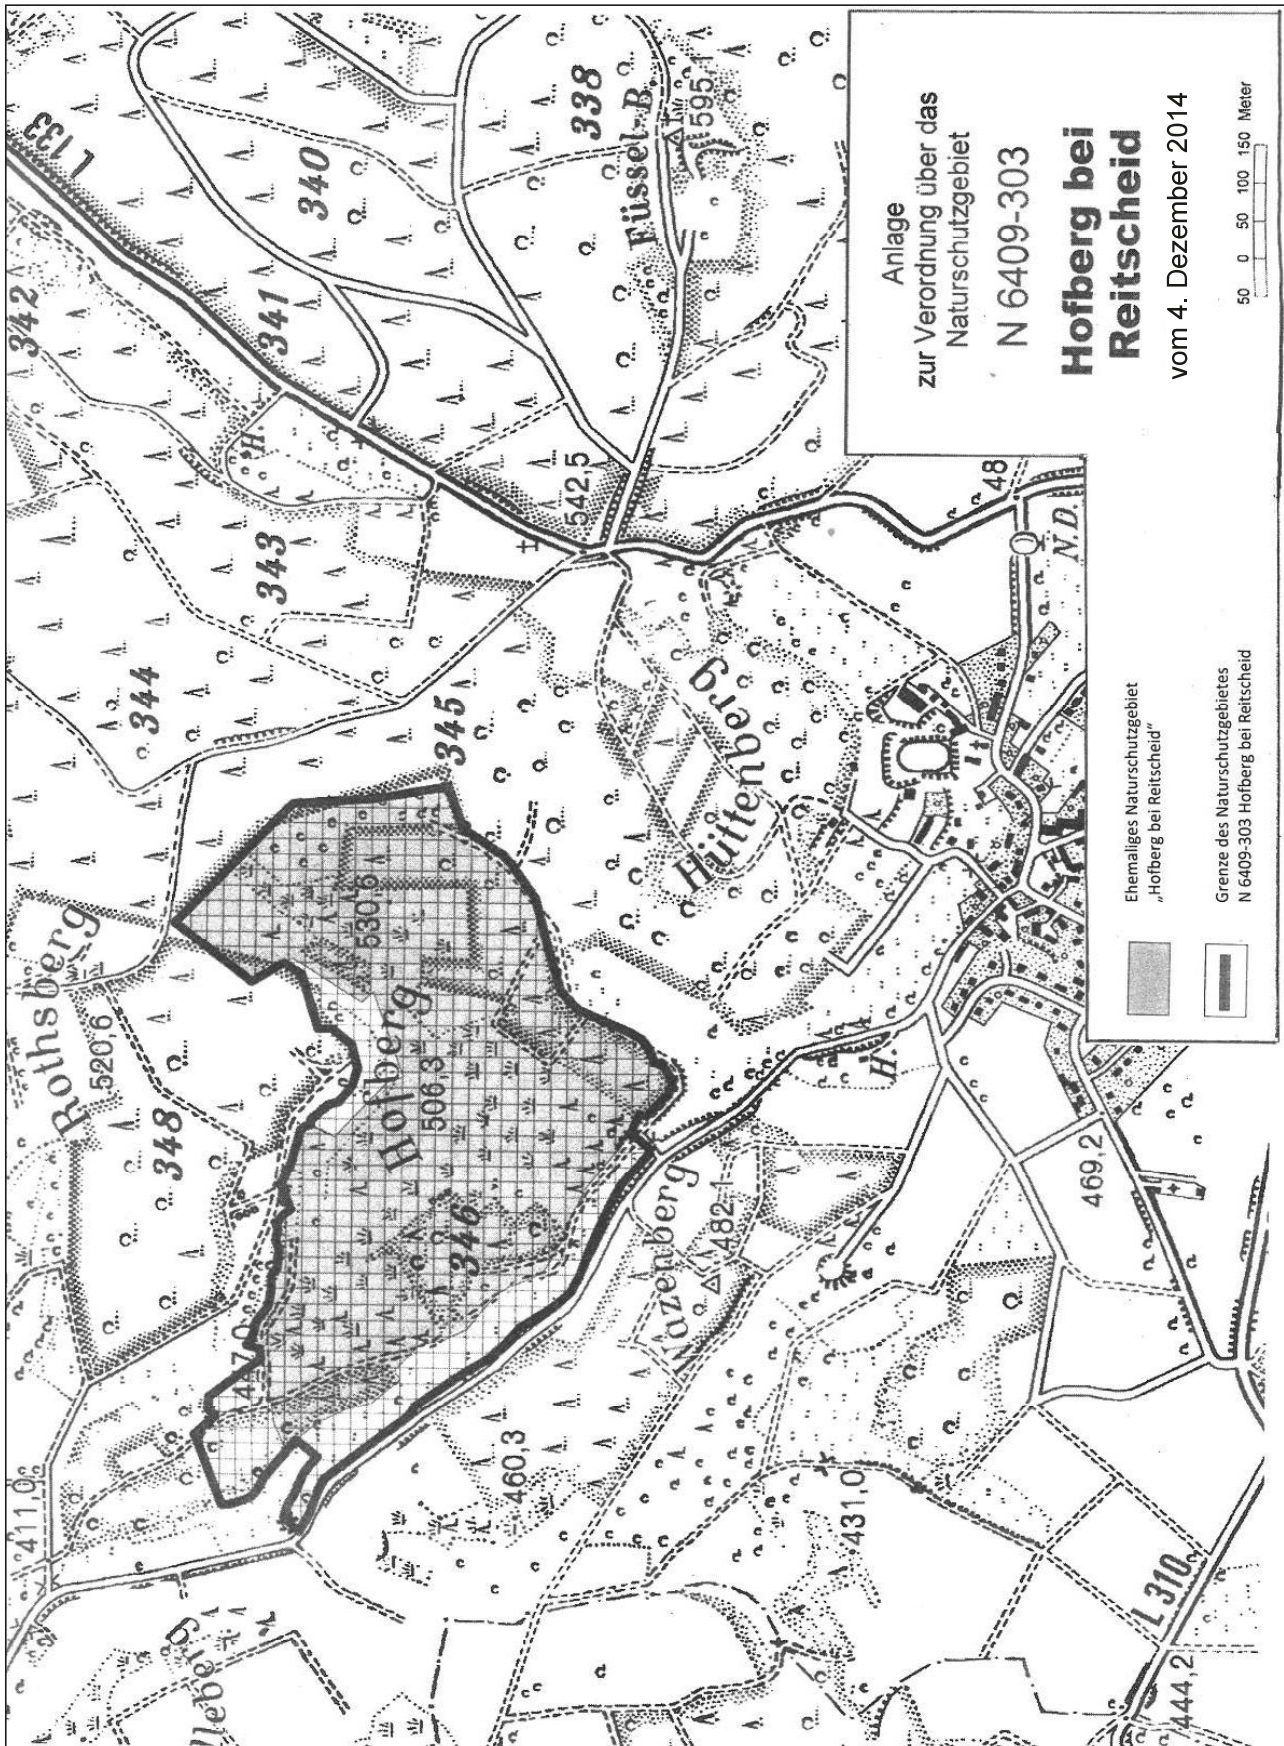 Anlage
zur Verordnung über das
Naturschutzgebiet
N 6409-303
Hofberg bei
Reitscheid
vom 4. Dezember 2014
50 0 50 100 150 Meter
Ehemaliges Naturschutzgebiet
„Hofberg bei Reitscheid“
Grenze des Naturschutzgebietes
N 6409-303 Hofberg bei Reitscheid
L 133
342
341
340
338
Füssel-B.
595,1
H.
343
542,5
344
345
Rothsberg
520,6
348
530,6
Hofberg
506,3
346
Hüttenberg
48
N.D.
H.
Mazenberg
482,1
469,2
411,0
460,3
431,0
L 310
444,2